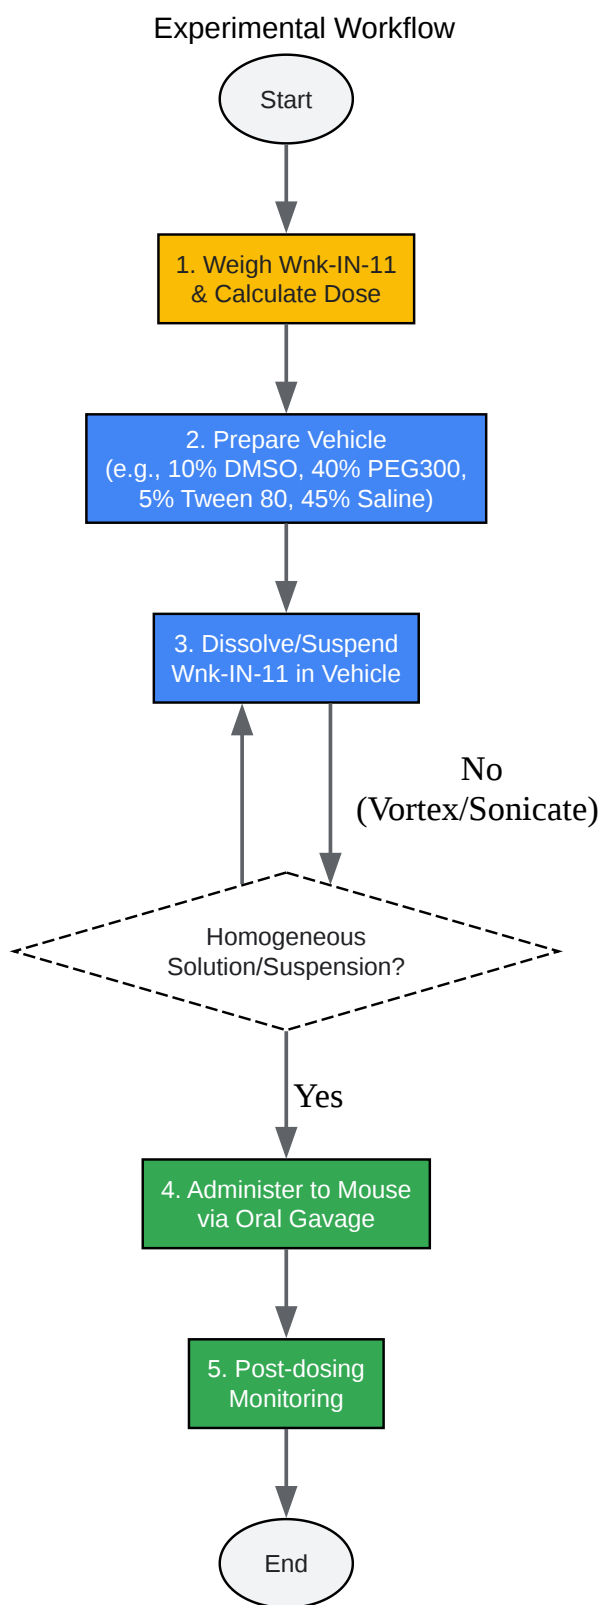 Experimental Workflow
Start
1. Weigh Wnk-IN-11
& Calculate Dose
2. Prepare Vehicle
(e.g., 10% DMSO, 40% PEG300,
5% Tween 80, 45% Saline)
3. Dissolve/Suspend
Wnk-IN-11 in Vehicle
No
(Vortex/Sonicate)
Homogeneous
Solution/Suspension?
Yes
4. Administer to Mouse
via Oral Gavage
5. Post-dosing
Monitoring
End